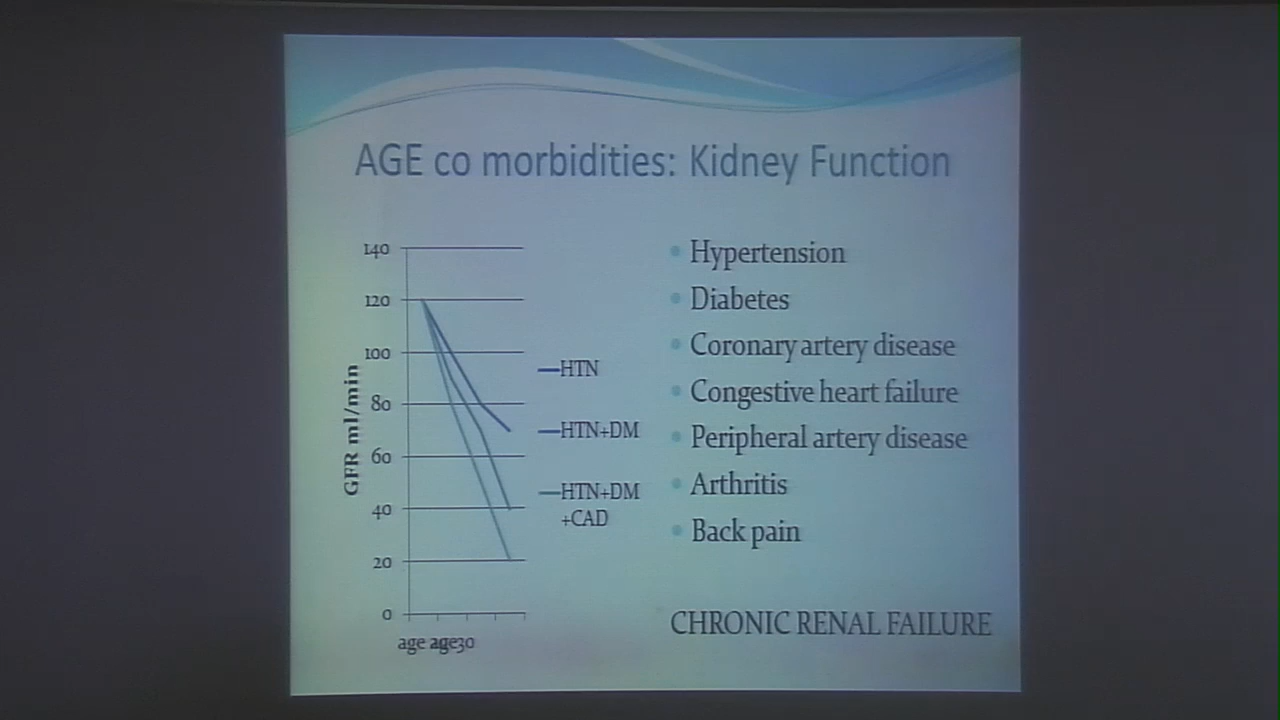 AGE co morbidities: Kidney Function
140
120
100
80
60
40
20
0
GFR ml/min
age age30
HTN
HTN+DM
HTN+DM
+CAD
Hypertension
Diabetes
Coronary artery disease
Congestive heart failure
Peripheral artery disease
Arthritis
Back pain
CHRONIC RENAL FAILURE